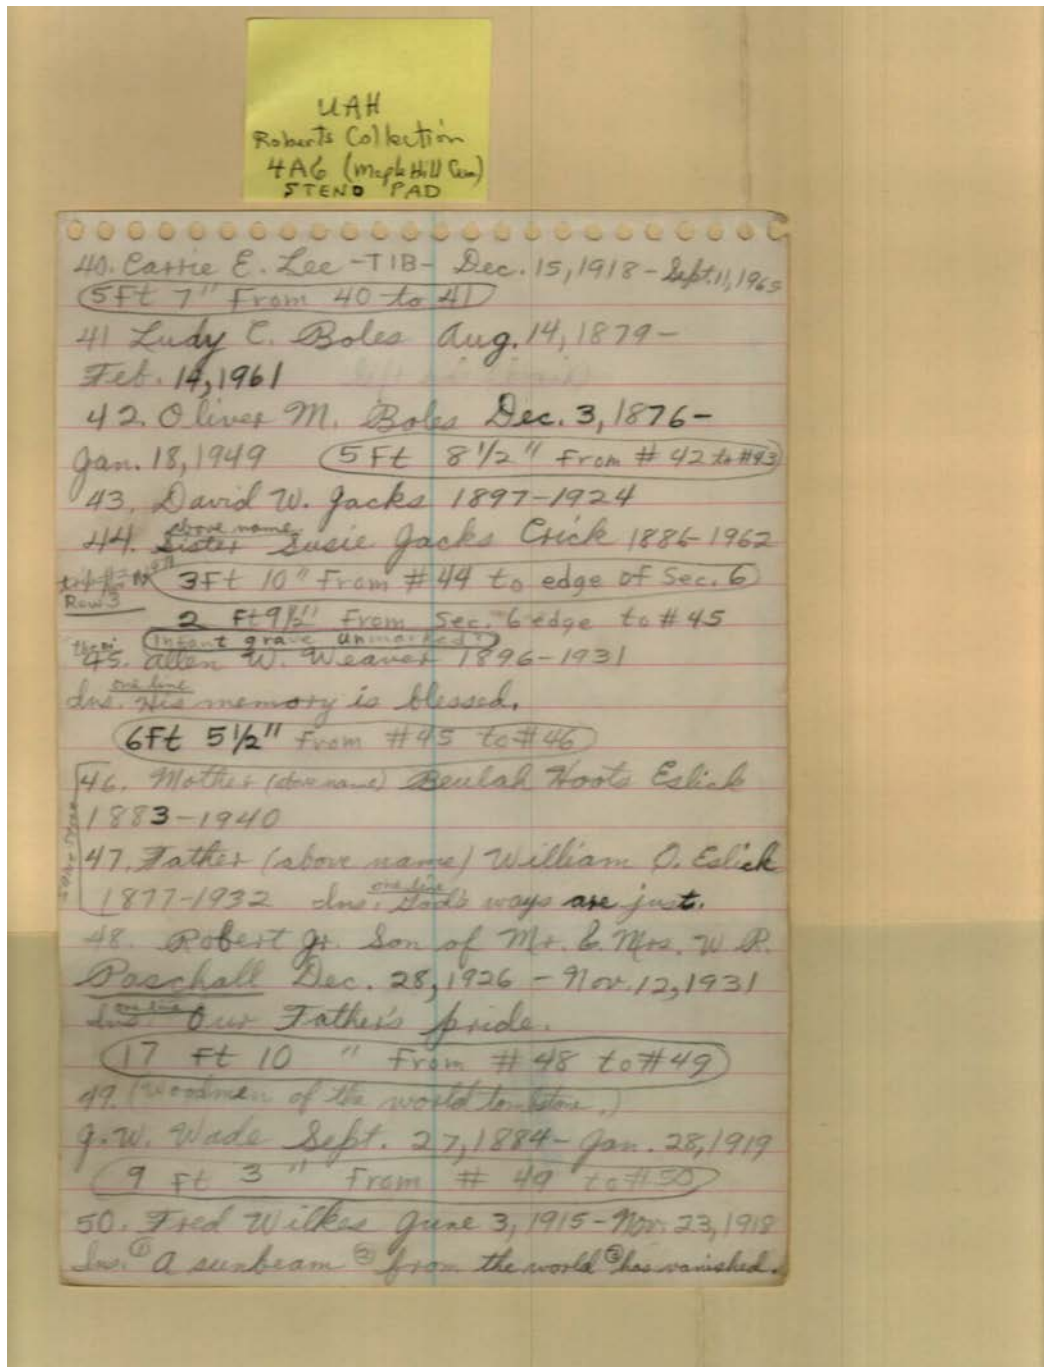 UAH
Roberts Collection
4A6 (Maple Hill Cem)
STENO PAD
40. Carrie E. Lee -TIB- Dec. 15, 1918 - Sept. 11, 1965
5Ft 7" From 40 to 41
41 Ludy C. Boles Aug. 14, 1879-
Feb. 14, 1961
42. Oliver M. Boles Dec. 3, 1876-
Jan. 18, 1949 5 Ft 8 1/2" From # 42 to #43
43. David W. Jacks 1897-1924
above name
44. Sister Susie Jacks Crick 1886-1962
3Ft 10" From #44 to edge of Sec. 6
Row 3
2 Ft 9 1/2" From Sec. 6 edge to #45
(Infant grave unmarked?)
45. Allen W. Weaver 1896-1931
one line
Ins. His memory is blessed.
6Ft 5 1/2" From #45 to #46
46. Mother (above name) Beulah Hoots Eslick
1883-1940
47. Father (above name) William O. Eslick
one line
1877-1932 Ins. God's ways are just.
48. Robert Jr. Son of Mr. & Mrs. W. R.
Paschall Dec. 28, 1926 - Nov. 12, 1931
one line
Ins. Our Father's pride.
17 Ft 10 " From # 48 to #49
49. (Woodmen of the world tombstone.)
G. W. Wade Sept. 27, 1884- Jan. 28, 1919
9 Ft 3" From # 49 to #50
50. Fred Wilkes June 3, 1915-Nov. 23, 1918
Ins. ① A sunbeam ② from the world ③ has vanished.